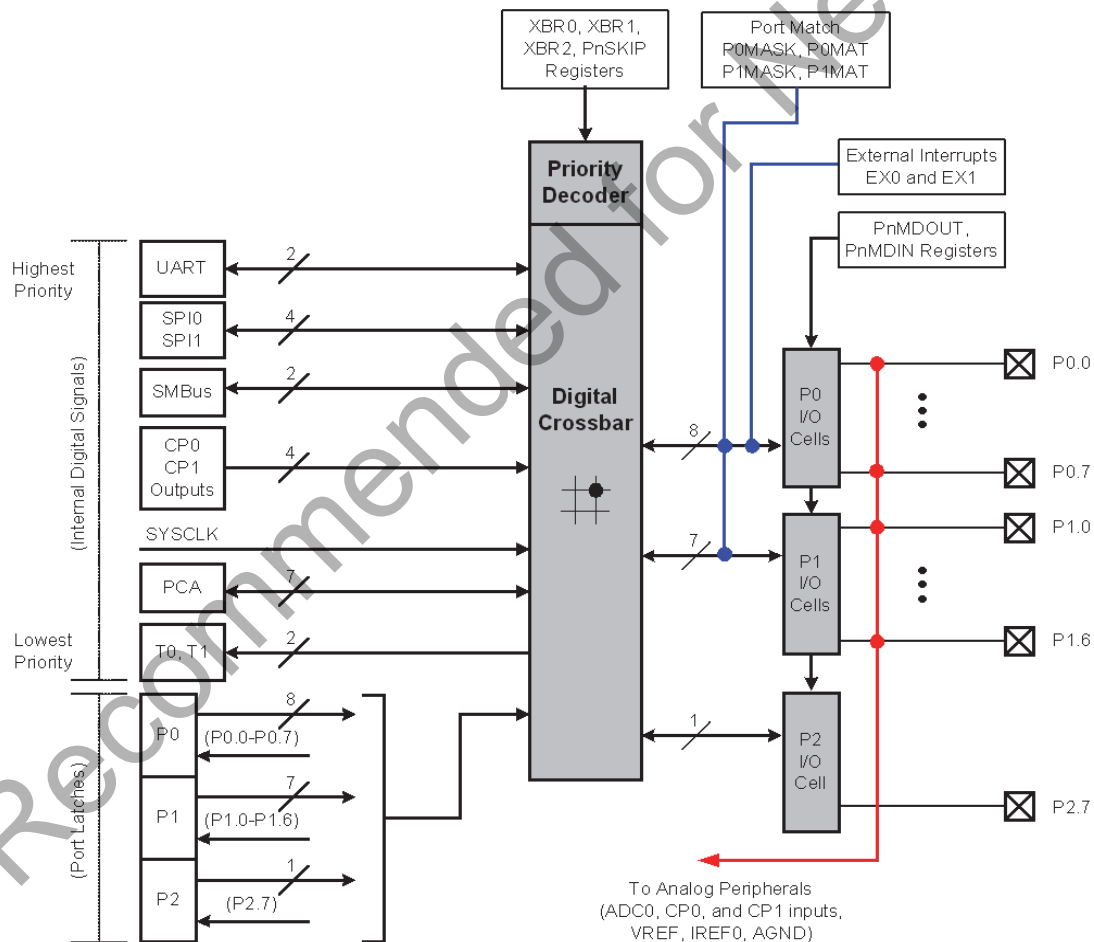 XBR0, XBR1,
XBR2, PnSKIP
Registers
Port Match
P0MASK, P0MAT
P1MASK, P1MAT
External Interrupts
EX0 and EX1
Priority
Decoder
PnMDOUT,
PnMDIN Registers
Highest
Priority
UART
2
SPI0
SPI1
4
SMBus
2
CP0
CP1
Outputs
4
SYSCLK
PCA
7
Lowest
Priority
T0, T1
2
(Internal Digital Signals)
Digital
Crossbar
8
7
1
P0
I/O
Cells
P1
I/O
Cells
P2
I/O
Cell
P0.0
P0.7
P1.0
P1.6
P2.7
(Port Latches)
P0
8
(P0.0-P0.7)
P1
7
(P1.0-P1.6)
P2
1
(P2.7)
To Analog Peripherals
(ADC0, CP0, and CP1 inputs,
VREF, IREF0, AGND)
Recommended for